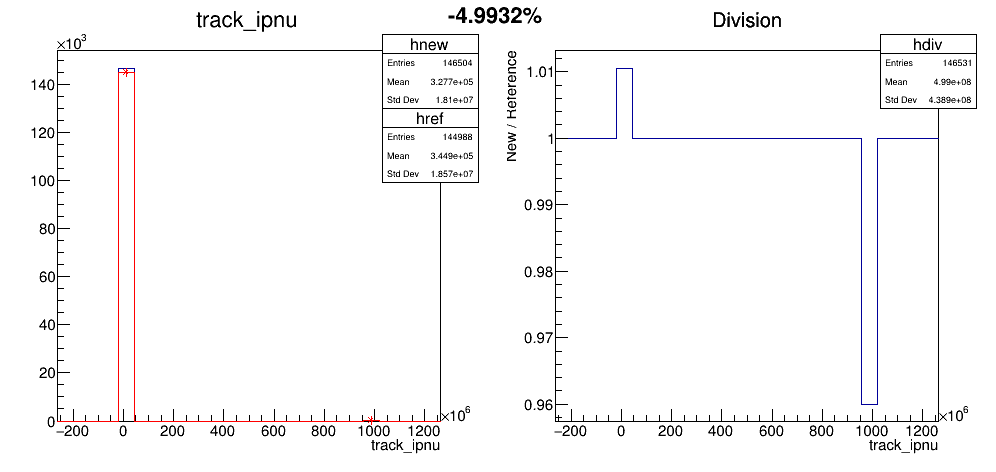 -4.9932%
track_ipnu
×10³
hnew
Entries 146504
Mean 3.277e+05
Std Dev 1.81e+07
href
Entries 144988
Mean 3.449e+05
Std Dev 1.857e+07
140
120
100
80
60
40
20
0
−200 0 200 400 600 800 1000 1200
×10⁶
track_ipnu
Division
New / Reference
hdiv
Entries 146531
Mean 4.99e+08
Std Dev 4.389e+08
1.01
1
0.99
0.98
0.97
0.96
−200 0 200 400 600 800 1000 1200
×10⁶
track_ipnu